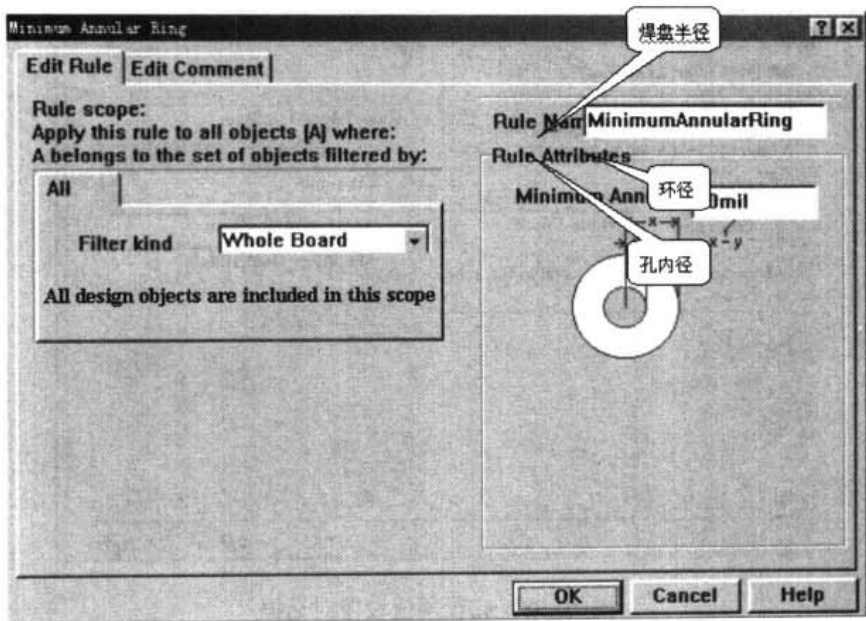 Minimum Annular Ring
焊盘半径
Edit Rule
Edit Comment
Rule scope:
Apply this rule to all objects (A) where:
A belongs to the set of objects filtered by:
All
Filter kind
Whole Board
All design objects are included in this scope
Rule Nam
MinimumAnnularRing
Rule Attributes
Minimum Ann
0mil
环径
x
x-y
孔内径
OK
Cancel
Help